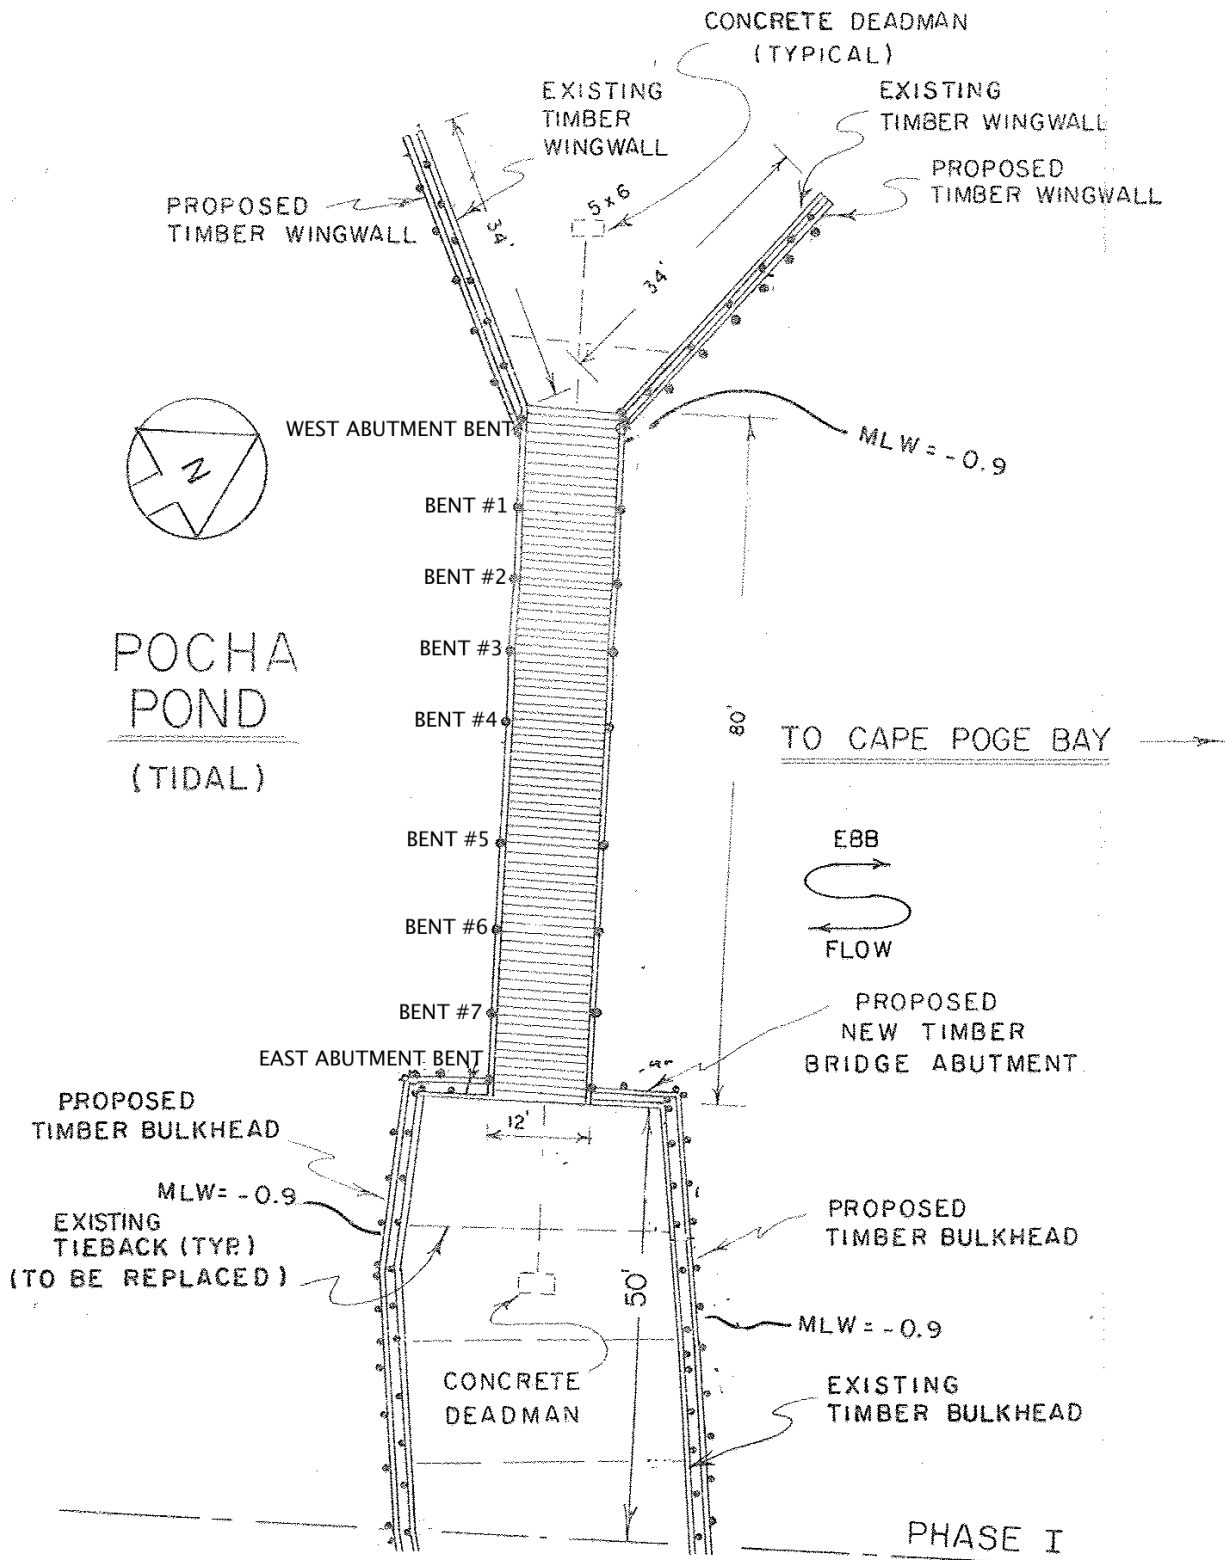 CONCRETE DEADMAN
(TYPICAL)
EXISTING
TIMBER
WINGWALL
EXISTING
TIMBER WINGWALL
PROPOSED
TIMBER WINGWALL
PROPOSED
TIMBER WINGWALL
5 x 6
34'
34'
WEST ABUTMENT BENT
MLW = -0.9
N
BENT #1
BENT #2
BENT #3
BENT #4
POCHA
POND
(TIDAL)
80'
TO CAPE POGE BAY
BENT #5
EBB
BENT #6
FLOW
BENT #7
PROPOSED
NEW TIMBER
BRIDGE ABUTMENT
EAST ABUTMENT BENT
PROPOSED
TIMBER BULKHEAD
12'
MLW= -0.9
EXISTING
TIEBACK (TYP.)
(TO BE REPLACED)
PROPOSED
TIMBER BULKHEAD
50'
MLW = -0.9
CONCRETE
DEADMAN
EXISTING
TIMBER BULKHEAD
PHASE I